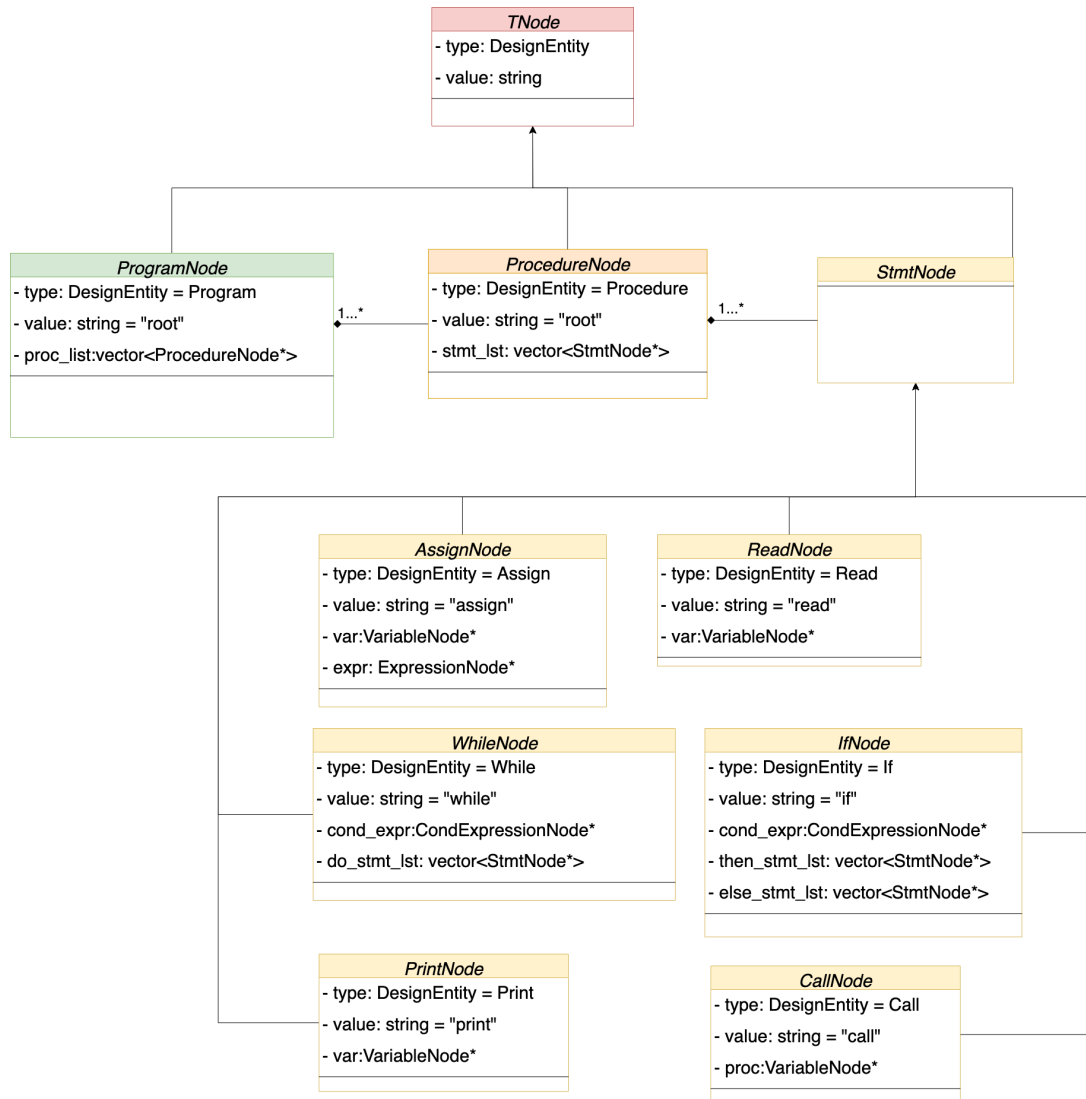 TNode
- type: DesignEntity
- value: string
ProgramNode
- type: DesignEntity = Program
- value: string = "root"
- proc_list:vector<ProcedureNode*>
1...*
ProcedureNode
- type: DesignEntity = Procedure
- value: string = "root"
- stmt_lst: vector<StmtNode*>
1...*
StmtNode
AssignNode
- type: DesignEntity = Assign
- value: string = "assign"
- var:VariableNode*
- expr: ExpressionNode*
ReadNode
- type: DesignEntity = Read
- value: string = "read"
- var:VariableNode*
WhileNode
- type: DesignEntity = While
- value: string = "while"
- cond_expr:CondExpressionNode*
- do_stmt_lst: vector<StmtNode*>
IfNode
- type: DesignEntity = If
- value: string = "if"
- cond_expr:CondExpressionNode*
- then_stmt_lst: vector<StmtNode*>
- else_stmt_lst: vector<StmtNode*>
PrintNode
- type: DesignEntity = Print
- value: string = "print"
- var:VariableNode*
CallNode
- type: DesignEntity = Call
- value: string = "call"
- proc:VariableNode*